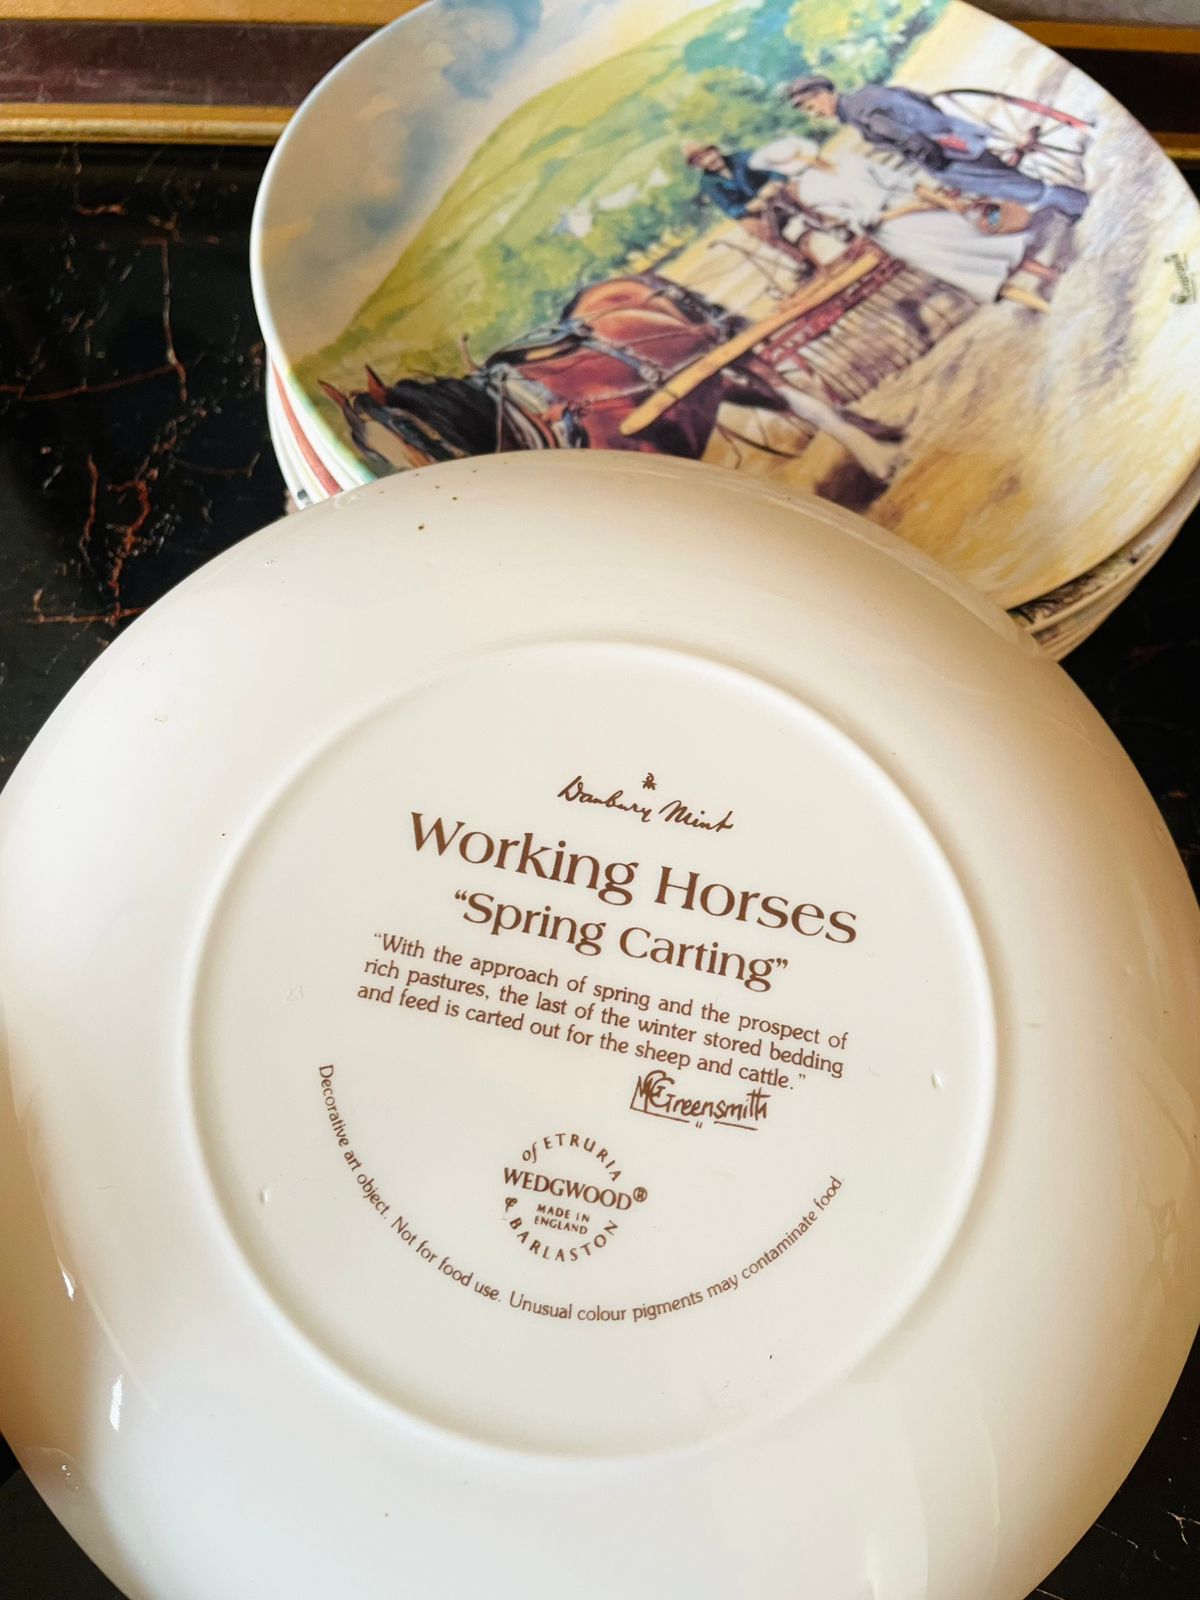 Danbury Mint
Working Horses
“Spring Carting”
“With the approach of spring and the prospect of
rich pastures, the last of the winter stored bedding
and feed is carted out for the sheep and cattle.”
MGGreensmith
of ETRURIA
WEDGWOOD®
MADE IN
ENGLAND
& BARLASTON
Decorative art object. Not for food use. Unusual colour pigments may contaminate food.